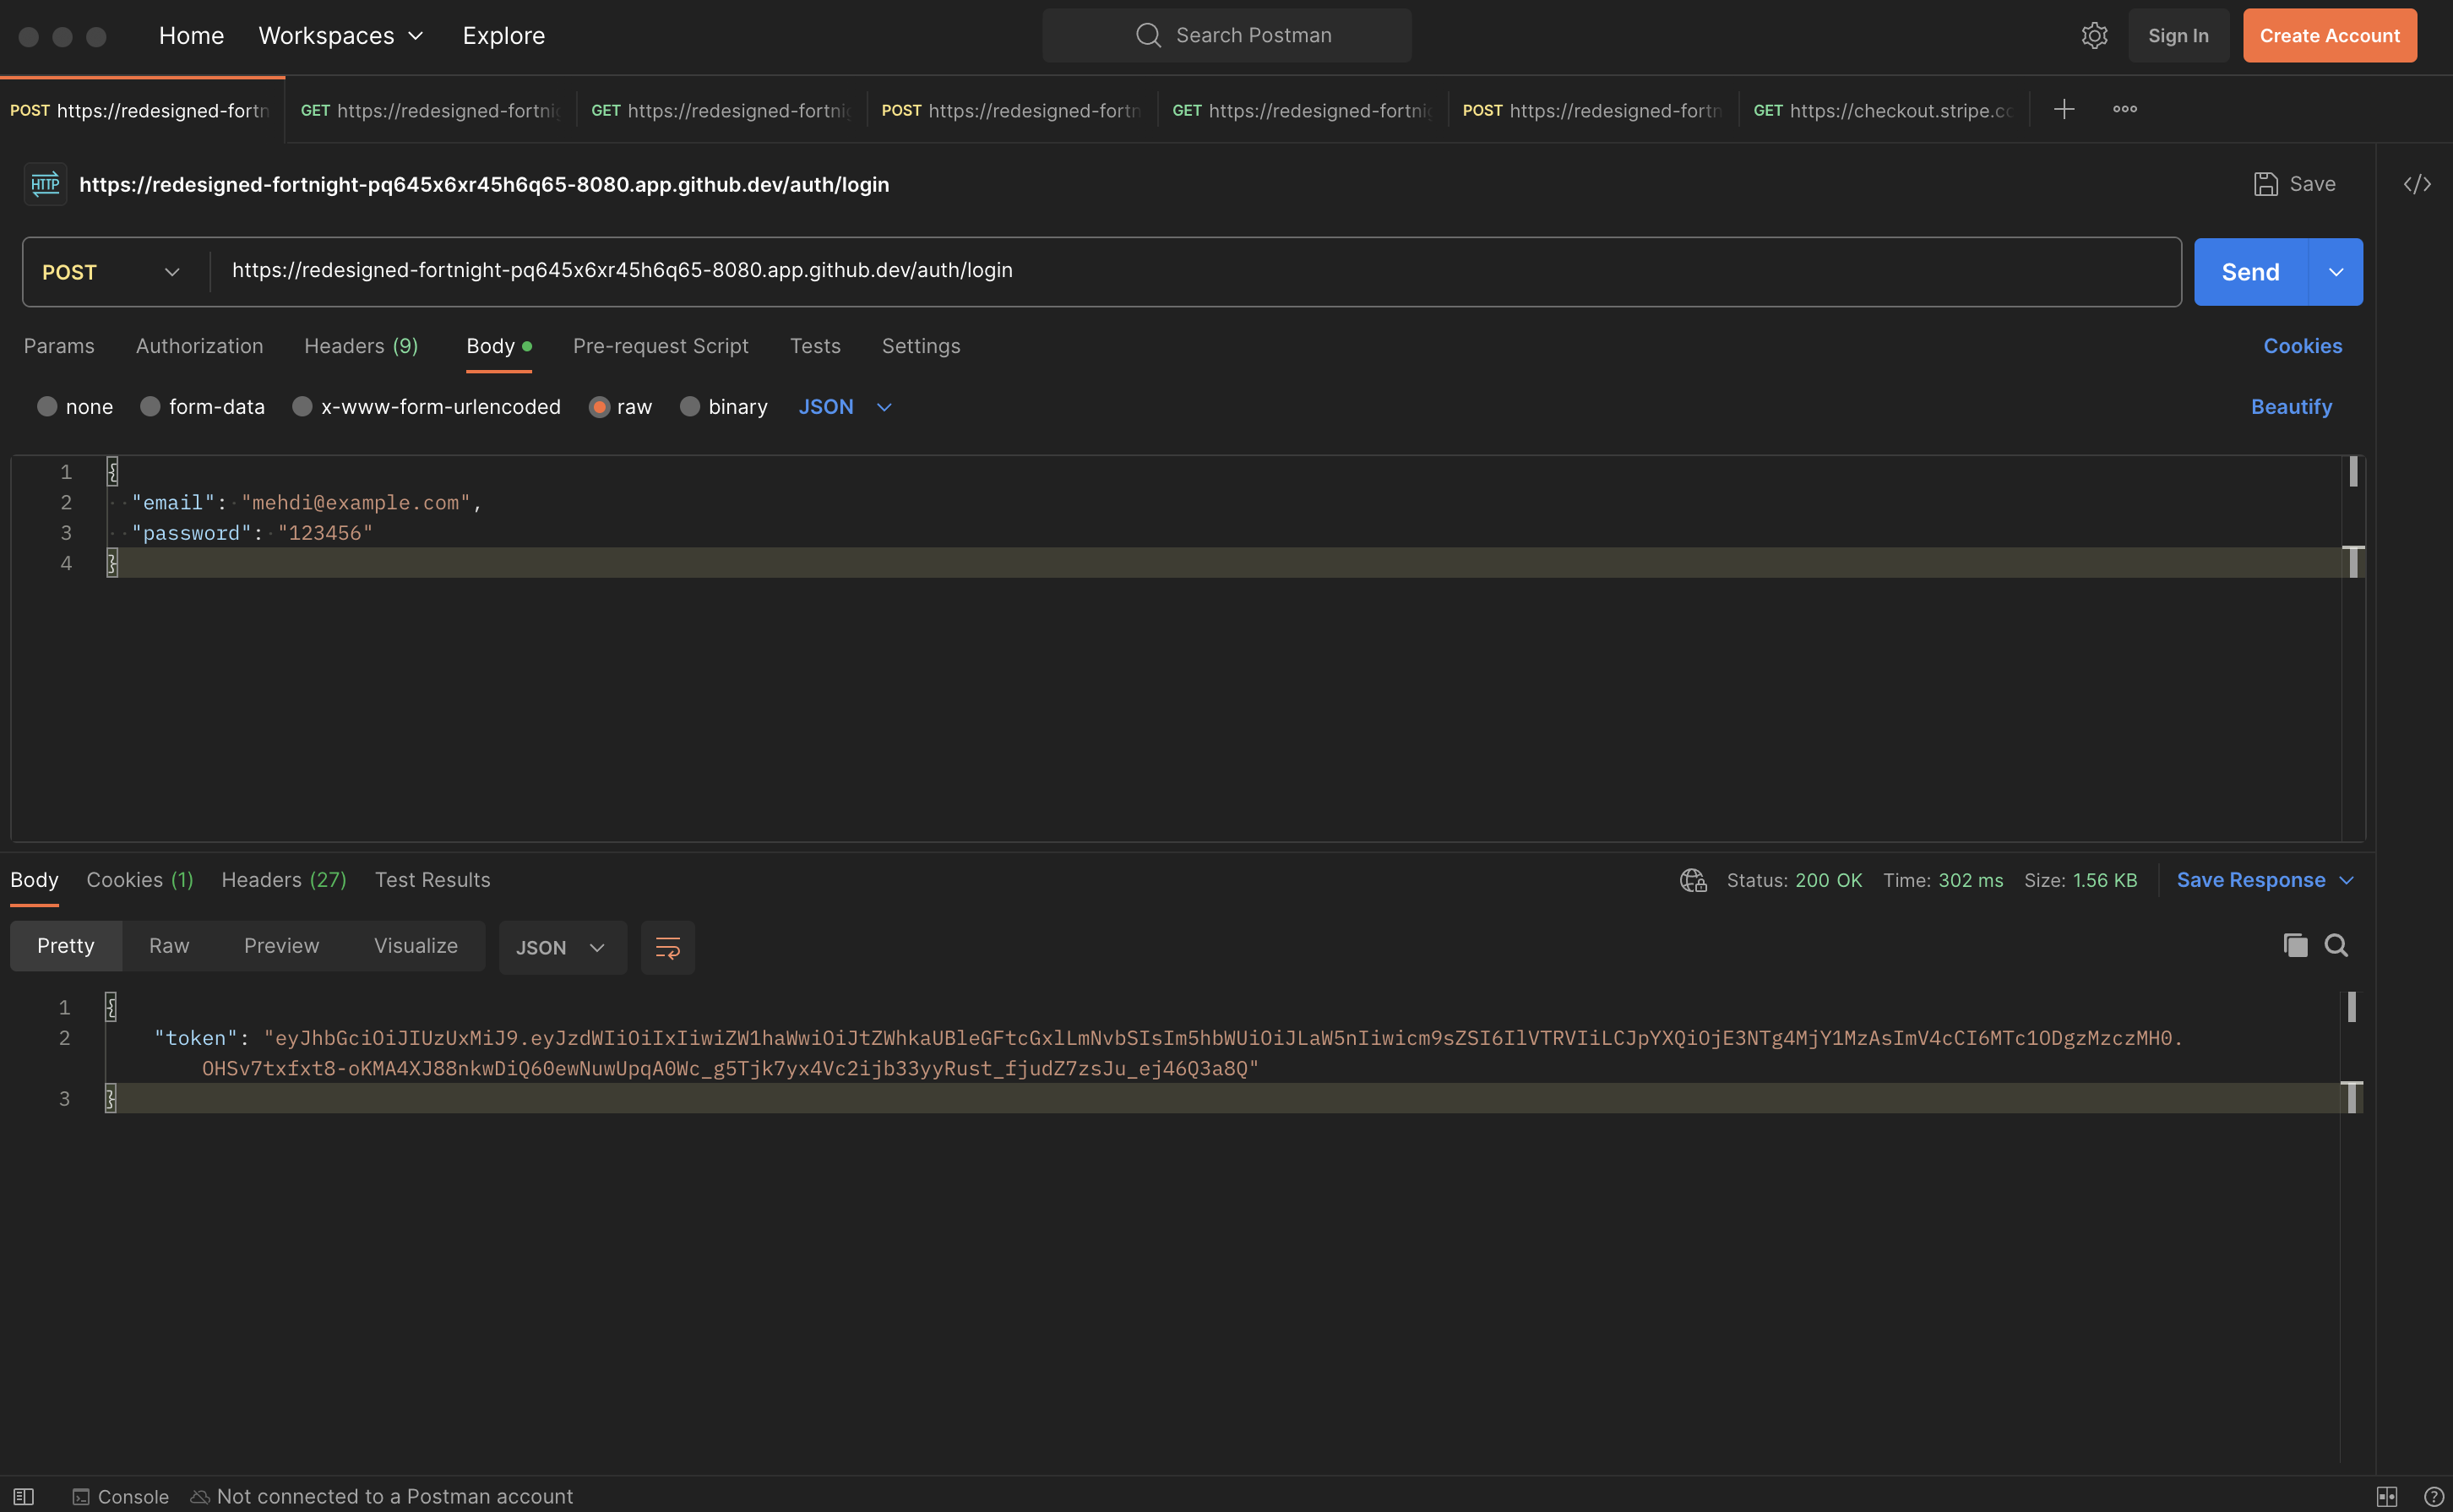 Home Workspaces Explore Search Postman Sign In Create Account
POST https://redesigned-fortn GET https://redesigned-fortnig GET https://redesigned-fortnig POST https://redesigned-fortn GET https://redesigned-fortnig POST https://redesigned-fortn GET https://checkout.stripe.cc
HTTP https://redesigned-fortnight-pq645x6xr45h6q65-8080.app.github.dev/auth/login Save
POST https://redesigned-fortnight-pq645x6xr45h6q65-8080.app.github.dev/auth/login Send
Params Authorization Headers (9) Body Pre-request Script Tests Settings Cookies
none form-data x-www-form-urlencoded raw binary JSON Beautify
1 {
2 "email": "mehdi@example.com",
3 "password": "123456"
4 }
Body Cookies (1) Headers (27) Test Results Status: 200 OK Time: 302 ms Size: 1.56 KB Save Response
Pretty Raw Preview Visualize JSON
1 {
2 "token": "eyJhbGciOiJIUzUxMiJ9.eyJzdWIiOiIxIiwiZW1haWwiOiJtZWhkaUBleGFtcGxlLmNvbSIsIm5hbWUiOiJLaW5nIiwicm9sZSI6IlVTRVIiLCJpYXQiOjE3NTg4MjY1MzAsImV4cCI6MTc1ODgzMzczMH0.
OHSv7txfxt8-oKMA4XJ88nkwDiQ60ewNuwUpqA0Wc_g5Tjk7yx4Vc2ijb33yyRust_fjudZ7zsJu_ej46Q3a8Q"
3 }
Console Not connected to a Postman account